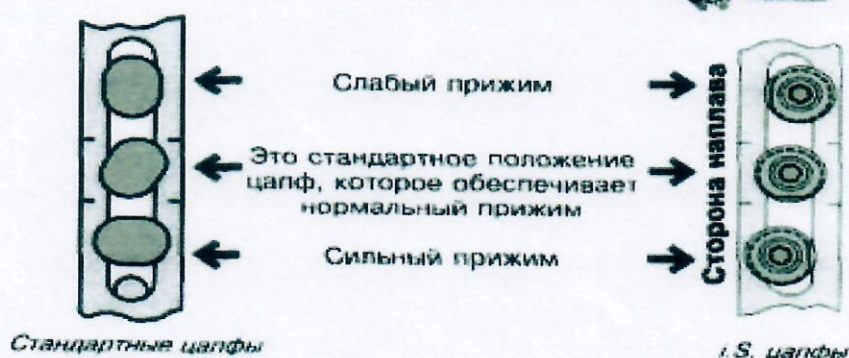 Слабый прижим
Это стандартное положение
цапф, которое обеспечивает
нормальный прижим
Сильный прижим
Сторона наплава
Стандартные цапфы
i.S. цапфы